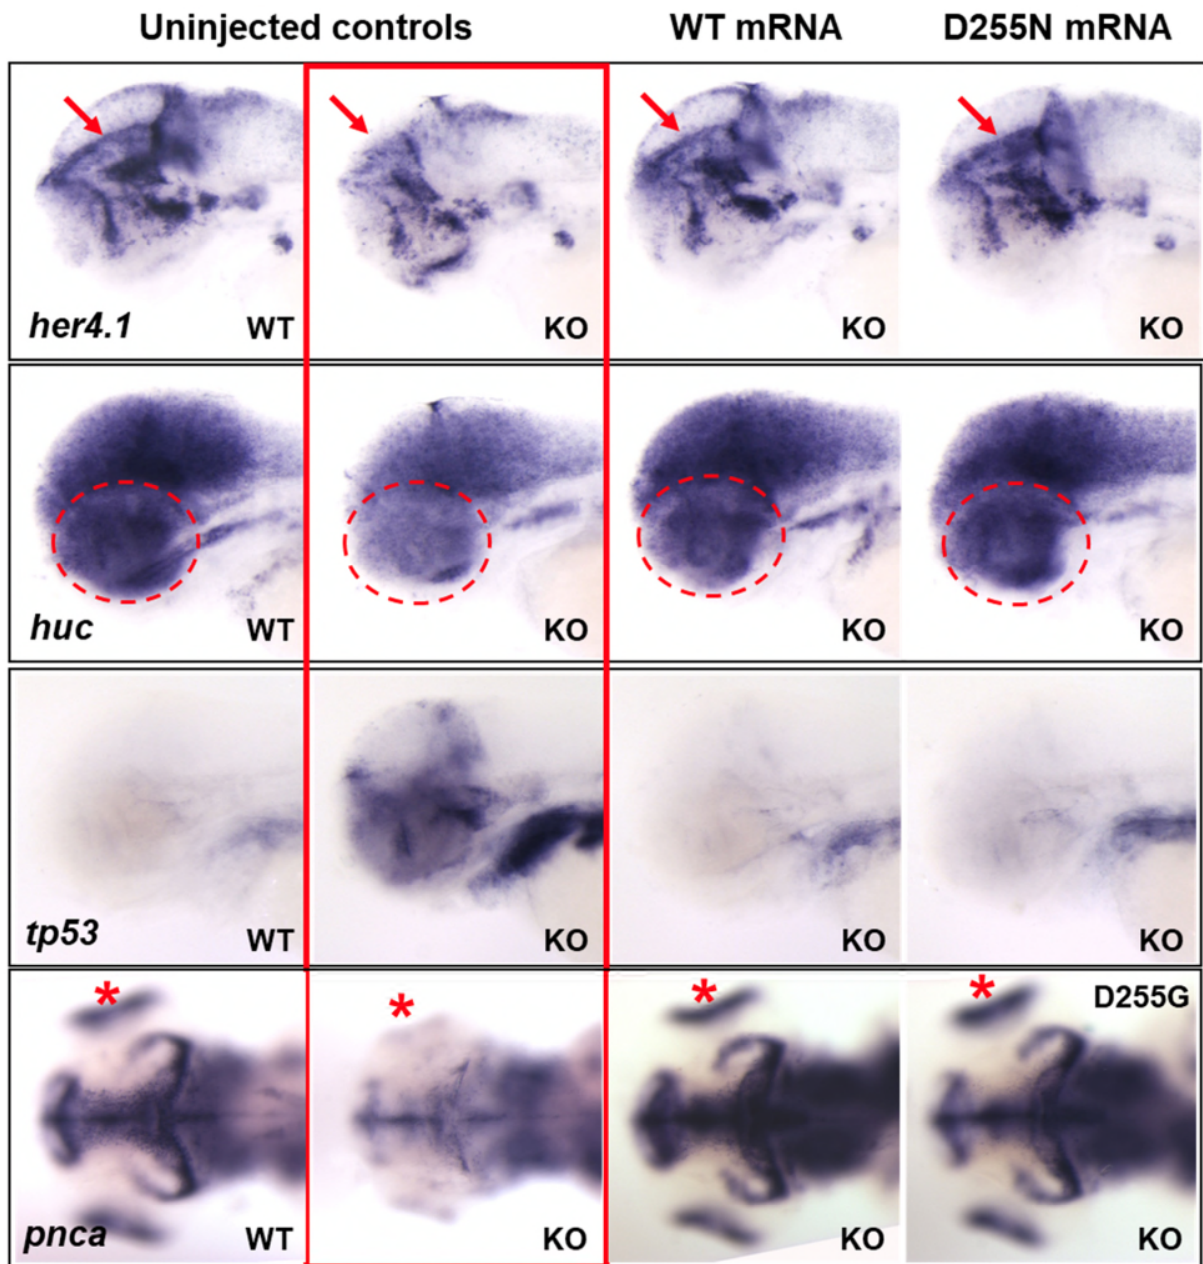 Uninjected controls WT mRNA D255N mRNA
her4.1 WT KO KO KO
huc WT KO KO KO
tp53 WT KO KO KO
* * * * D255G
pnca WT KO KO KO